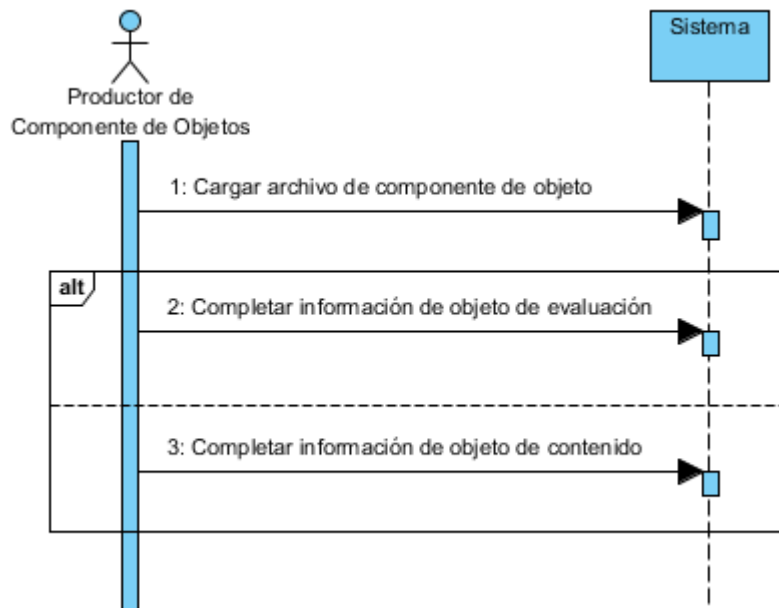 Sistema
Productor de
Componente de Objetos
1: Cargar archivo de componente de objeto
alt
2: Completar información de objeto de evaluación
3: Completar información de objeto de contenido